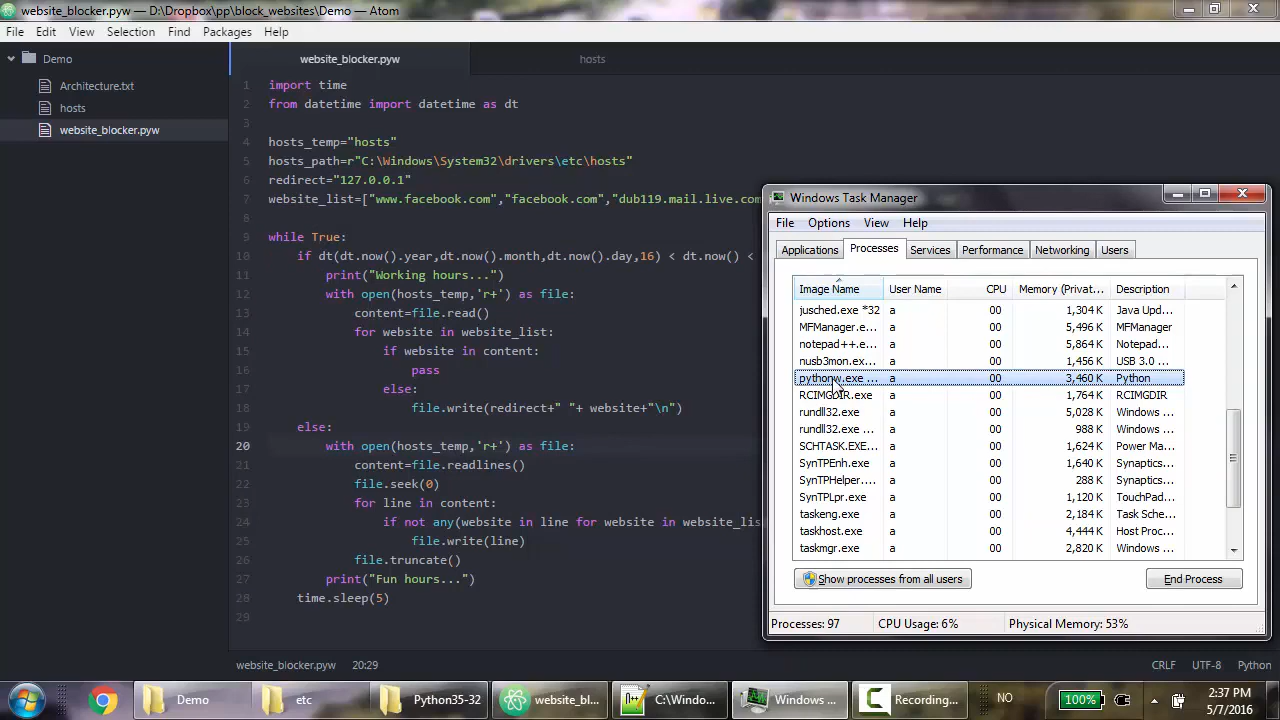 website_blocker.pyw — D:\Dropbox\pp\block_websites\Demo — Atom
File Edit View Selection Find Packages Help
Demo
Architecture.txt
hosts
website_blocker.pyw
website_blocker.pyw hosts
1 import time
2 from datetime import datetime as dt
3
4 hosts_temp="hosts"
5 hosts_path=r"C:\Windows\System32\drivers\etc\hosts"
6 redirect="127.0.0.1"
7 website_list=["www.facebook.com","facebook.com","dub119.mail.live.com
8
9 while True:
10 if dt(dt.now().year,dt.now().month,dt.now().day,16) < dt.now() <
11 print("Working hours...")
12 with open(hosts_temp,'r+') as file:
13 content=file.read()
14 for website in website_list:
15 if website in content:
16 pass
17 else:
18 file.write(redirect+" "+ website+"\n")
19 else:
20 with open(hosts_temp,'r+') as file:
21 content=file.readlines()
22 file.seek(0)
23 for line in content:
24 if not any(website in line for website in website_lis
25 file.write(line)
26 file.truncate()
27 print("Fun hours...")
28 time.sleep(5)
29
website_blocker.pyw 20:29 CRLF UTF-8 Python
Windows Task Manager
File Options View Help
Applications Processes Services Performance Networking Users
Image Name User Name CPU Memory (Privat... Description
jusched.exe *32 a 00 1,304 K Java Upd...
MFManager.e... a 00 5,496 K MFManager
notepad++.e... a 00 5,864 K Notepad...
nusb3mon.ex... a 00 1,456 K USB 3.0 ...
pythonw.exe ... a 00 3,460 K Python
RCIMGDIR.exe a 00 1,764 K RCIMGDIR
rundll32.exe a 00 5,028 K Windows ...
rundll32.exe ... a 00 988 K Windows ...
SCHTASK.EXE... a 00 1,624 K Power Ma...
SynTPEnh.exe a 00 1,640 K Synaptics...
SynTPHelper.... a 00 288 K Synaptics...
SynTPLpr.exe a 00 1,120 K TouchPad...
taskeng.exe a 00 2,184 K Task Sche...
taskhost.exe a 00 4,444 K Host Proc...
taskmgr.exe a 00 2,820 K Windows ...
Show processes from all users End Process
Processes: 97 CPU Usage: 6% Physical Memory: 53%
Demo etc Python35-32 website_bl... C:\Windo... Windows ... Recording... NO 100% 2:37 PM
5/7/2016